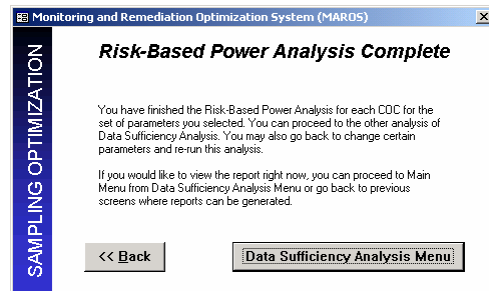 Monitoring and Remediation Optimization System (MAROS)
SAMPLING OPTIMIZATION
Risk-Based Power Analysis Complete
You have finished the Risk-Based Power Analysis for each COC for the
set of parameters you selected. You can proceed to the other analysis of
Data Sufficiency Analysis. You may also go back to change certain
parameters and re-run this analysis.
If you would like to view the report right now, you can proceed to Main
Menu from Data Sufficiency Analysis Menu or go back to previous
screens where reports can be generated.
<< Back
Data Sufficiency Analysis Menu